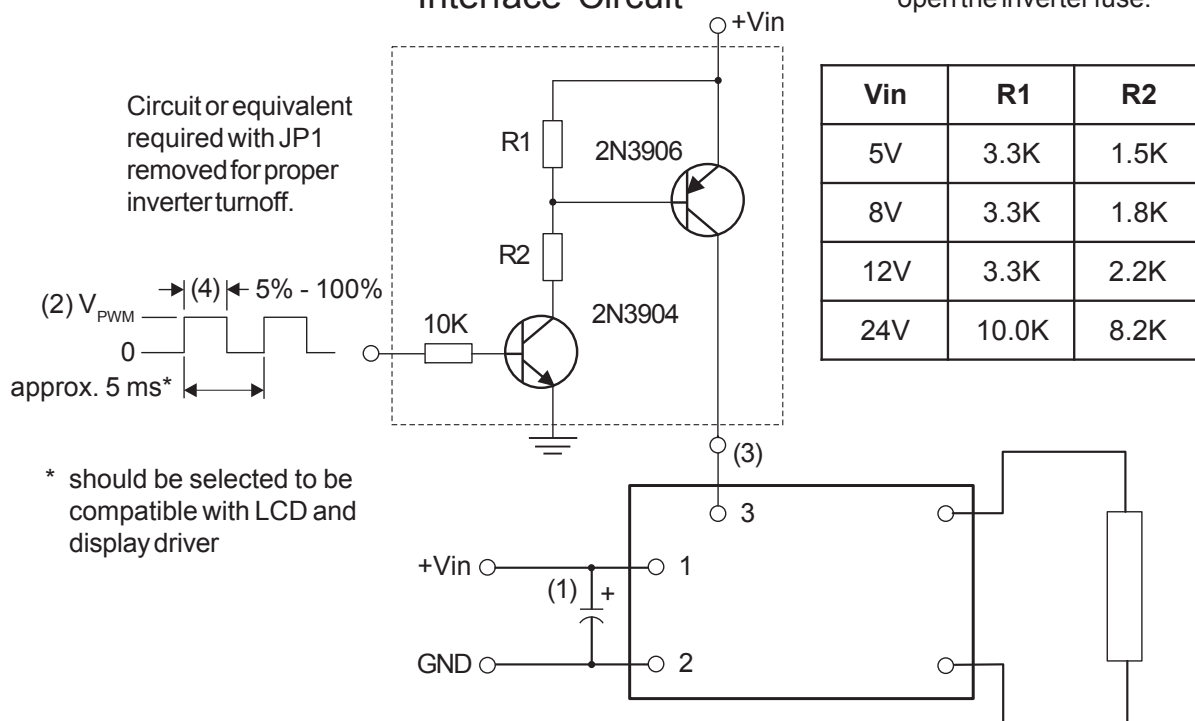 Interface Circuit
open the inverter fuse.
+Vin
Circuit or equivalent
required with JP1
removed for proper
inverter turnoff.
R1
2N3906
R2
2N3904
10K
(2) VPWM
(4)
5% - 100%
0
approx. 5 ms*
* should be selected to be
compatible with LCD and
display driver
Vin R1 R2
5V 3.3K 1.5K
8V 3.3K 1.8K
12V 3.3K 2.2K
24V 10.0K 8.2K
(3)
3
+Vin
1
(1)
+
GND
2